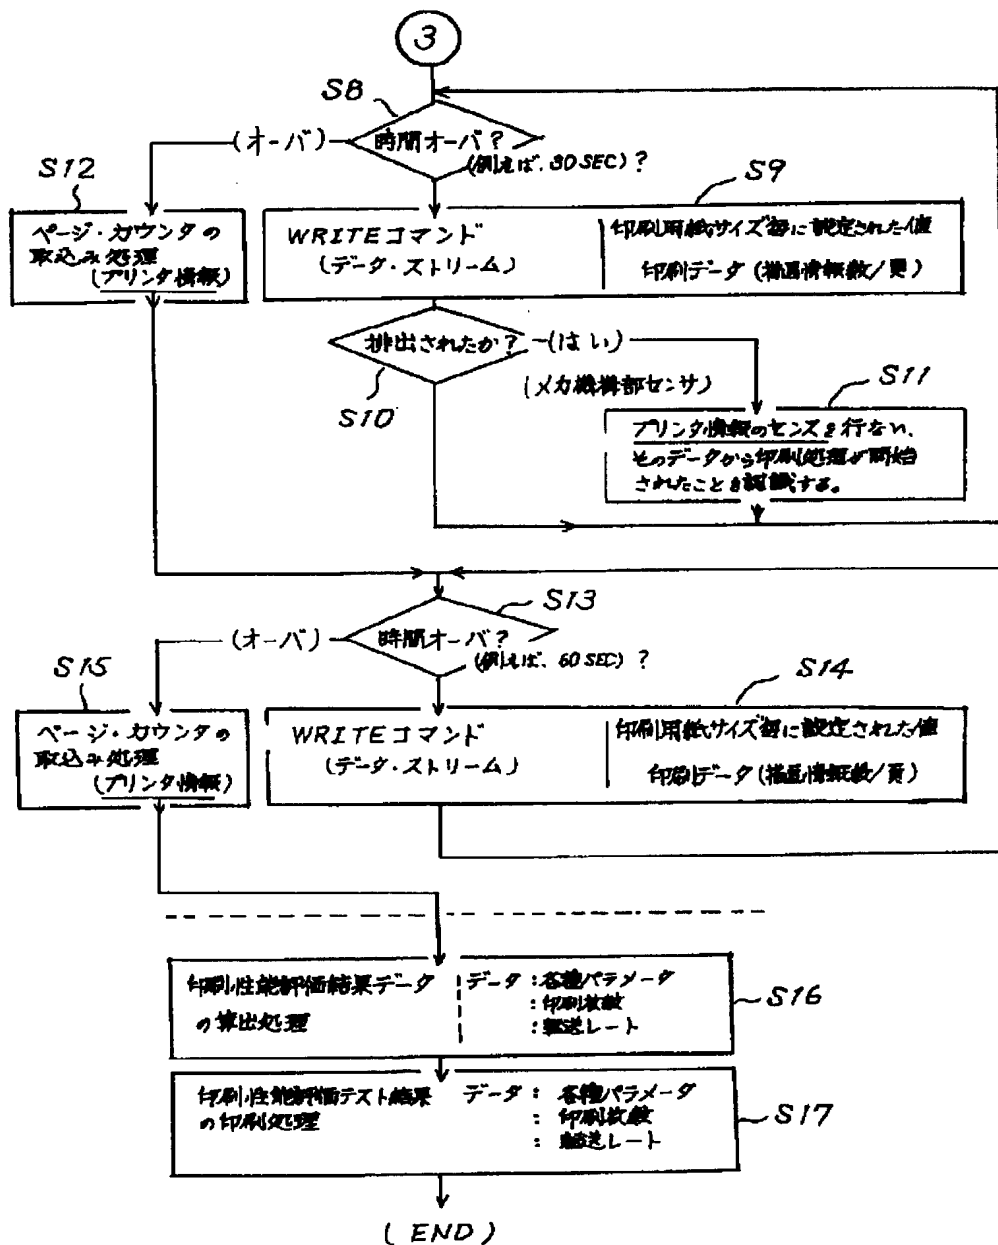 3
S8
時間オーバ?
(オーバ)
(例えば、30SEC)?
S12
ページ・カウンタの
取込み処理
(プリンタ情報)
S9
WRITEコマンド
(データ・ストリーム)
印刷用紙サイズ毎に設定された値
印刷データ(描画情報数/頁)
排出されたか?
(はい)
S10
(メカ機構部センサ)
S11
プリンタ情報のセンスを行ない、
そのデータから印刷処理が開始
されたことを認識する。
S13
時間オーバ?
(オーバ)
(例えば、60SEC)?
S15
ページ・カウンタの
取込み処理
(プリンタ情報)
S14
WRITEコマンド
(データ・ストリーム)
印刷用紙サイズ毎に設定された値
印刷データ(描画情報数/頁)
印刷性能評価結果データ
の算出処理
データ:各種パラメータ
:印刷枚数
:転送レート
S16
印刷性能評価テスト結果
の印刷処理
データ:各種パラメータ
:印刷枚数
:転送レート
S17
(END)